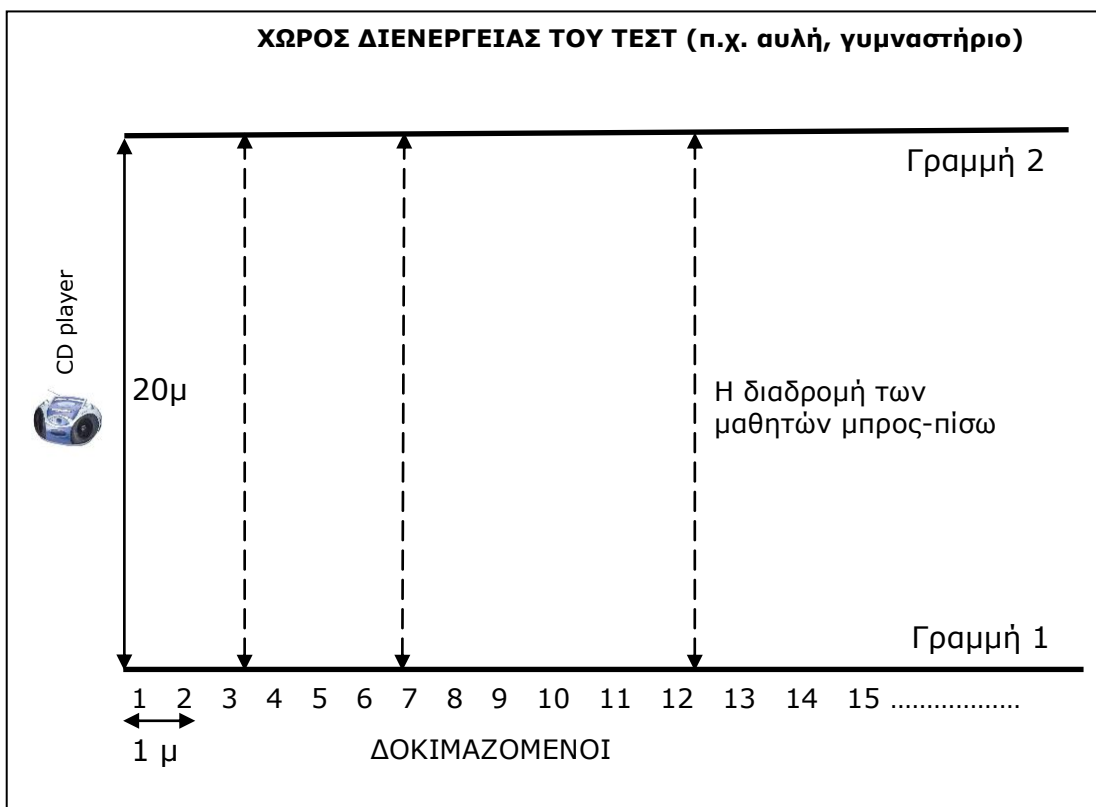 ΧΩΡΟΣ ΔΙΕΝΕΡΓΕΙΑΣ ΤΟΥ ΤΕΣΤ (π.χ. αυλή, γυμναστήριο)
Γραμμή 2
CD player
20μ
Η διαδρομή των
μαθητών μπρος-πίσω
Γραμμή 1
1 2 3 4 5 6 7 8 9 10 11 12 13 14 15 .................
1 μ
ΔΟΚΙΜΑΖΟΜΕΝΟΙ